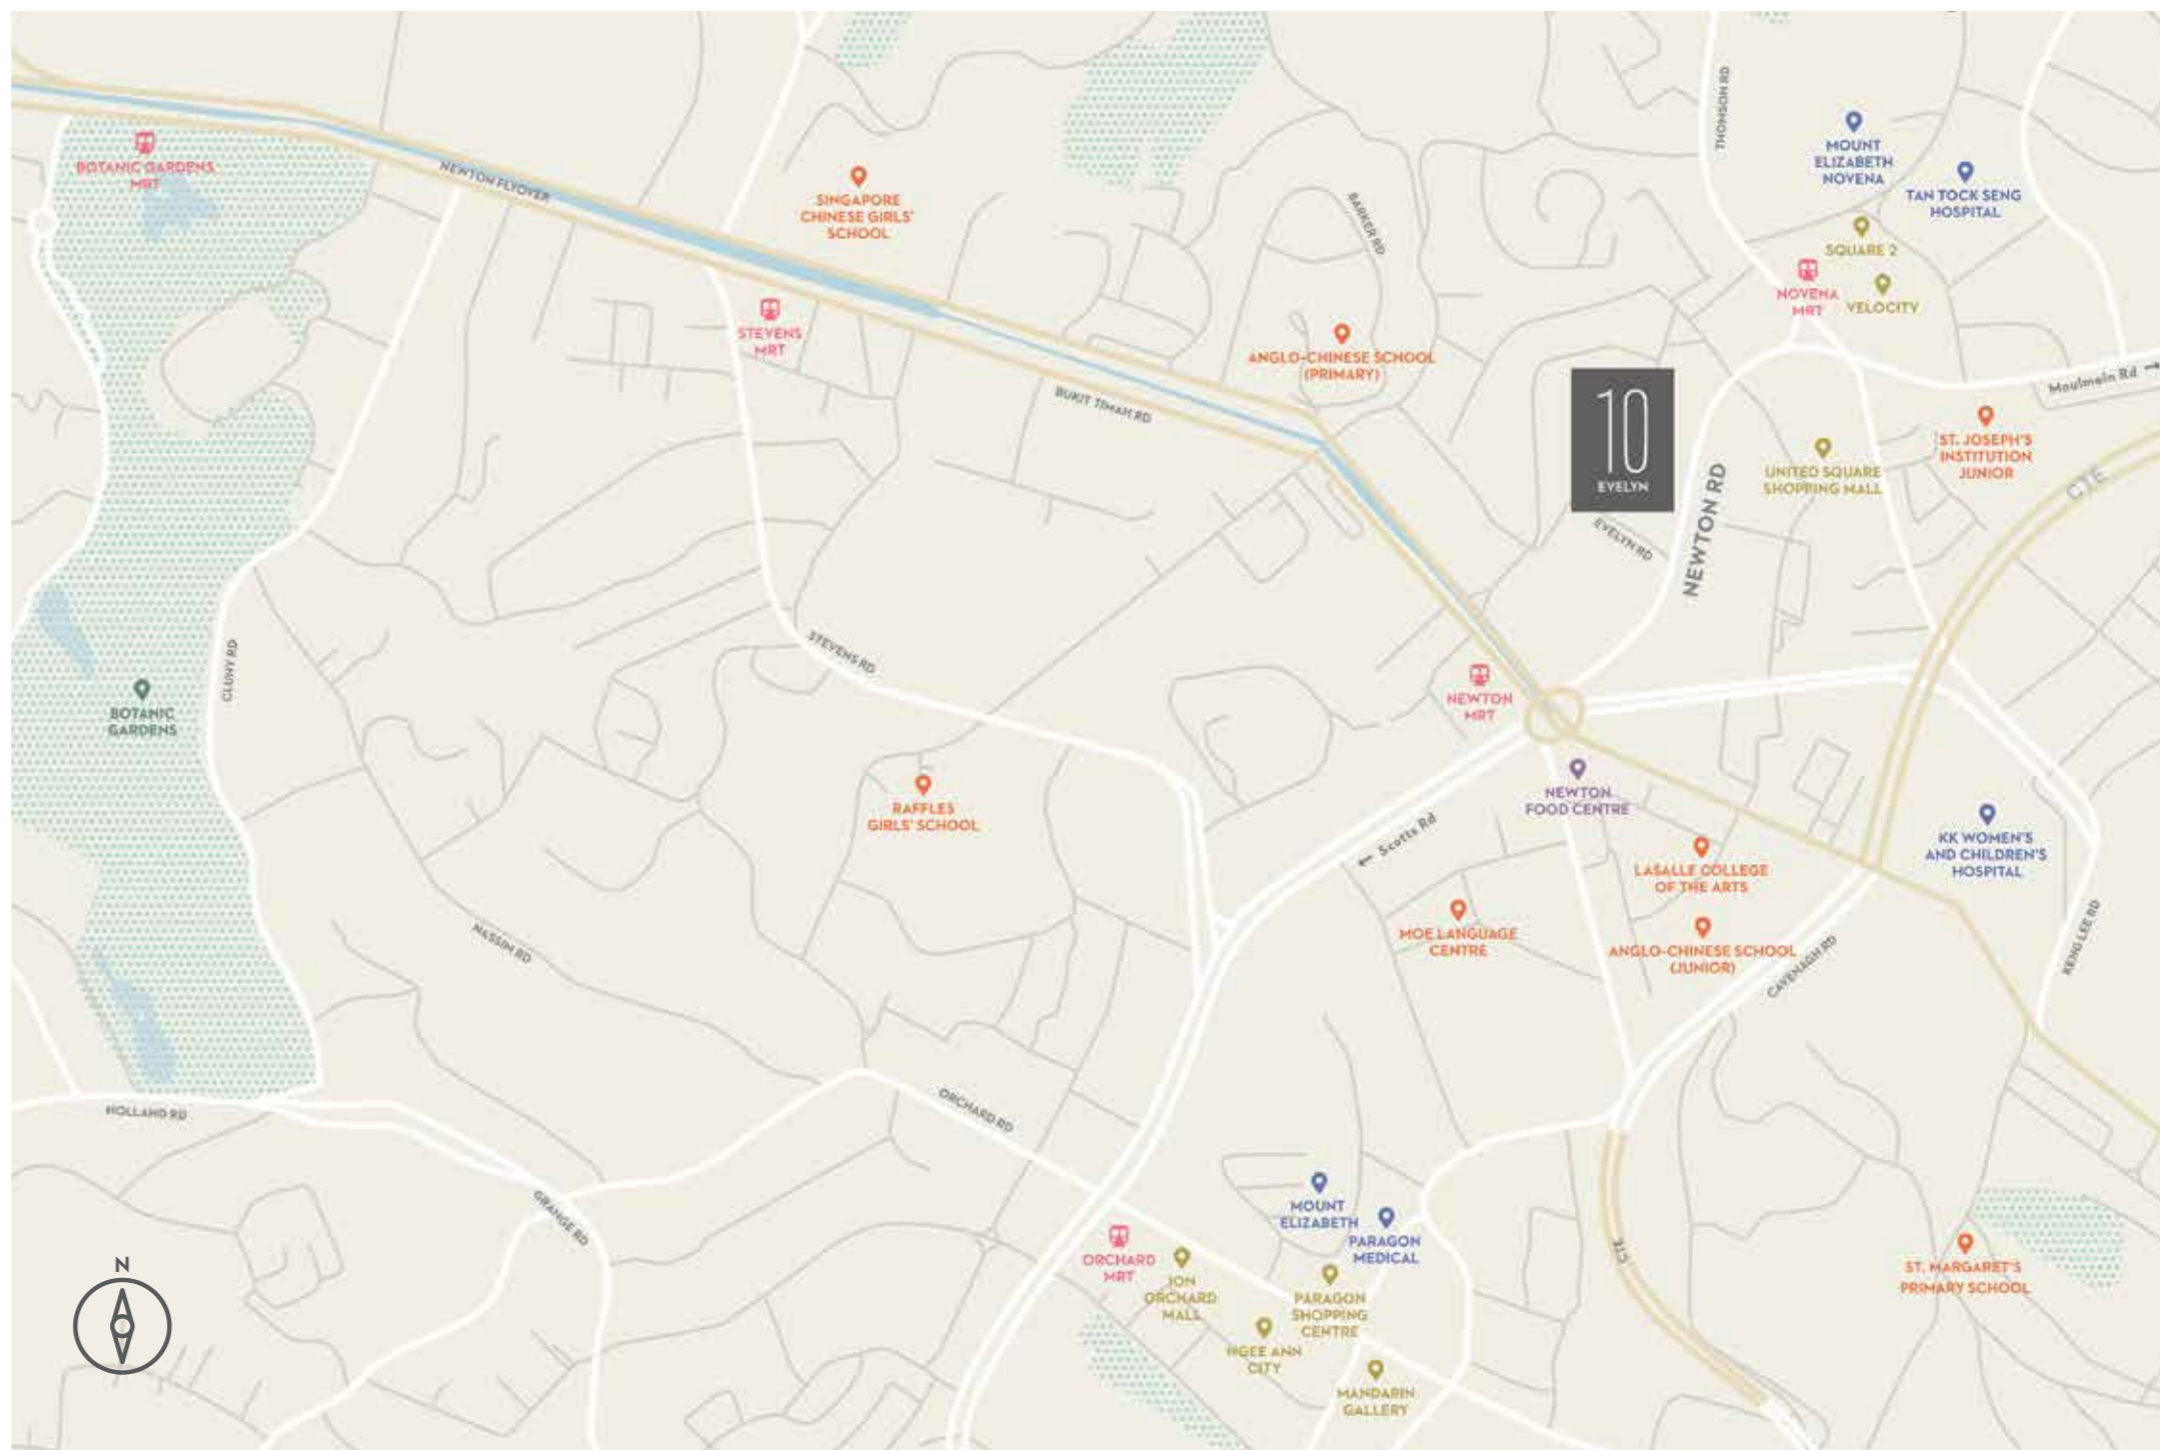 THOMSON RD
MOUNT
ELIZABETH
NOVENA
TAN TOCK SENG
HOSPITAL
BOTANIC GARDENS
MRT
NEWTON FLYOVER
SINGAPORE
CHINESE GIRLS'
SCHOOL
BARKER RD
SQUARE 2
NOVENA
MRT
VELOCITY
STEVENS
MRT
ANGLO-CHINESE SCHOOL
(PRIMARY)
BUKIT TIMAH RD
Moulmein Rd →
10
EVELYN
ST. JOSEPH'S
INSTITUTION
JUNIOR
UNITED SQUARE
SHOPPING MALL
CTE
NEWTON RD
EVELYN RD
CLUNY RD
STEVENS RD
BOTANIC
GARDENS
NEWTON
MRT
NEWTON
FOOD CENTRE
RAFFLES
GIRLS' SCHOOL
← Scotts Rd
KK WOMEN'S
AND CHILDREN'S
HOSPITAL
LASALLE COLLEGE
OF THE ARTS
MOE LANGUAGE
CENTRE
ANGLO-CHINESE SCHOOL
(JUNIOR)
CAVENAGH RD
KENG LEE RD
NASSIM RD
HOLLAND RD
ORCHARD RD
GRANGE RD
MOUNT
ELIZABETH
PARAGON
MEDICAL
CTE
ORCHARD
MRT
ION
ORCHARD
MALL
PARAGON
SHOPPING
CENTRE
NGEE ANN
CITY
MANDARIN
GALLERY
ST. MARGARET'S
PRIMARY SCHOOL
N